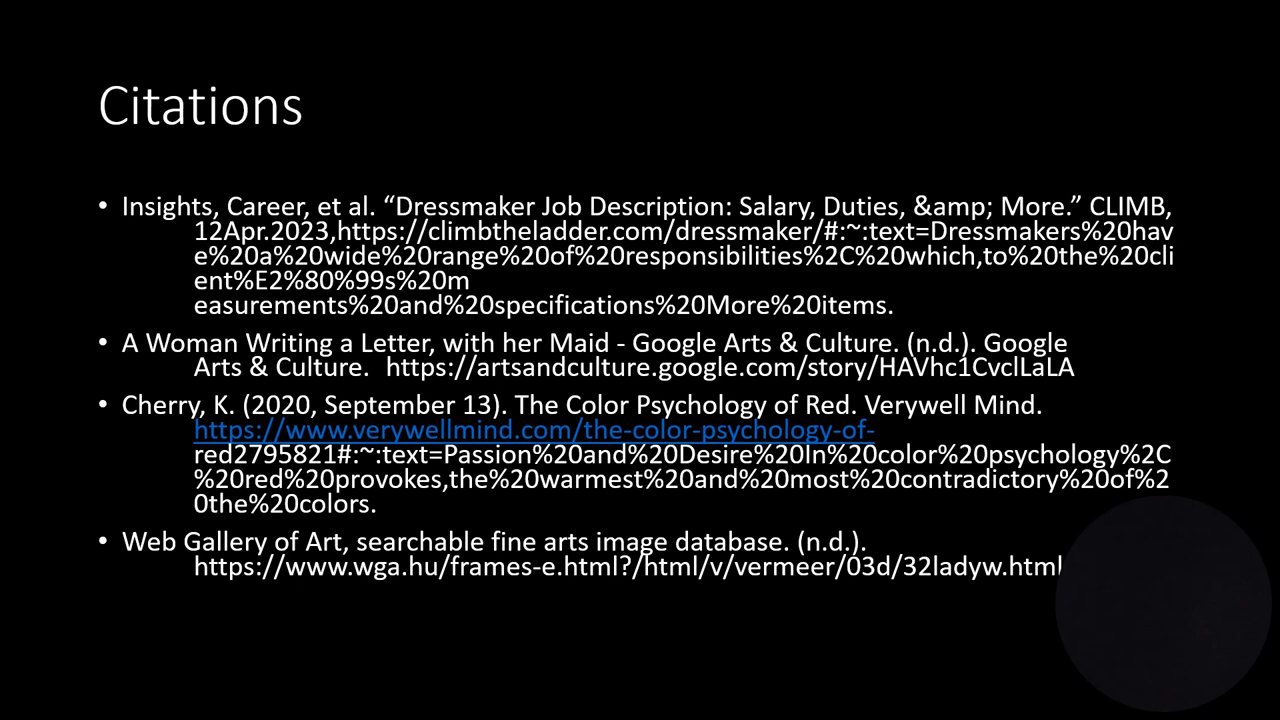 Citations
• Insights, Career, et al. “Dressmaker Job Description: Salary, Duties, &amp; More.” CLIMB,
12Apr.2023,https://climbtheladder.com/dressmaker/#:~:text=Dressmakers%20hav
e%20a%20wide%20range%20of%20responsibilities%2C%20which,to%20the%20cli
ent%E2%80%99s%20m
easurements%20and%20specifications%20More%20items.
• A Woman Writing a Letter, with her Maid - Google Arts & Culture. (n.d.). Google
Arts & Culture. https://artsandculture.google.com/story/HAVhc1CvclLaLA
• Cherry, K. (2020, September 13). The Color Psychology of Red. Verywell Mind.
https://www.verywellmind.com/the-color-psychology-of-
red2795821#:~:text=Passion%20and%20Desire%20In%20color%20psychology%2C
%20red%20provokes,the%20warmest%20and%20most%20contradictory%20of%2
0the%20colors.
• Web Gallery of Art, searchable fine arts image database. (n.d.).
https://www.wga.hu/frames-e.html?/html/v/vermeer/03d/32ladyw.html